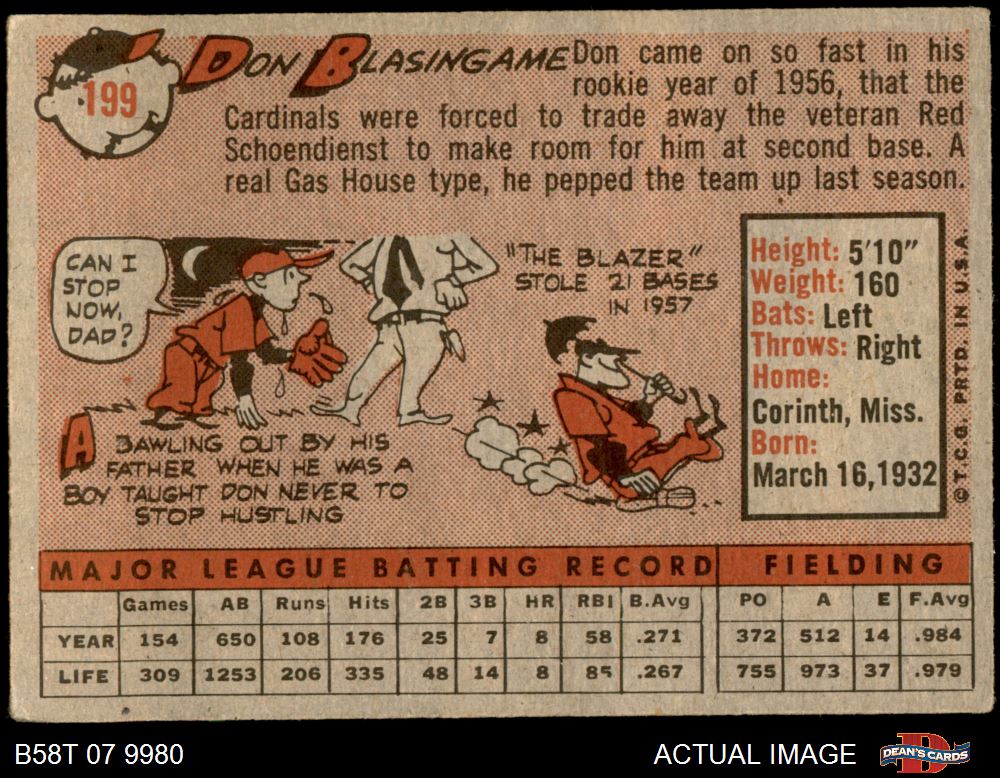 199
DON BLASINGAME
Don came on so fast in his
rookie year of 1956, that the
Cardinals were forced to trade away the veteran Red
Schoendienst to make room for him at second base. A
real Gas House type, he pepped the team up last season.
CAN I
STOP
NOW,
DAD?
A BAWLING OUT BY HIS
FATHER WHEN HE WAS A
BOY TAUGHT DON NEVER TO
STOP HUSTLING
"THE BLAZER"
STOLE 21 BASES
IN 1957
Height: 5'10"
Weight: 160
Bats: Left
Throws: Right
Home:
Corinth, Miss.
Born:
March 16, 1932
© T.C.G. PRTD. IN U.S.A.
MAJOR LEAGUE BATTING RECORD FIELDING
Games AB Runs Hits 2B 3B HR RBI B.Avg PO A E F.Avg
YEAR 154 650 108 176 25 7 8 58 .271 372 512 14 .984
LIFE 309 1253 206 335 48 14 8 85 .267 755 973 37 .979
B58T 07 9980
ACTUAL IMAGE
D
DEAN'S CARDS